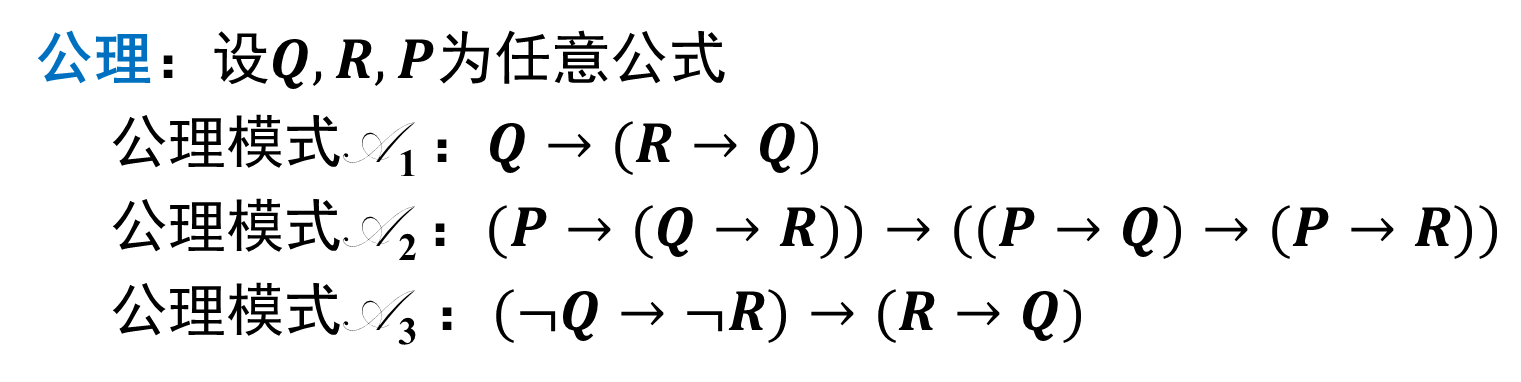 公理：设Q, R, P为任意公式
公理模式𝒜1：Q → (R → Q)
公理模式𝒜2：(P → (Q → R)) → ((P → Q) → (P → R))
公理模式𝒜3：(¬Q → ¬R) → (R → Q)